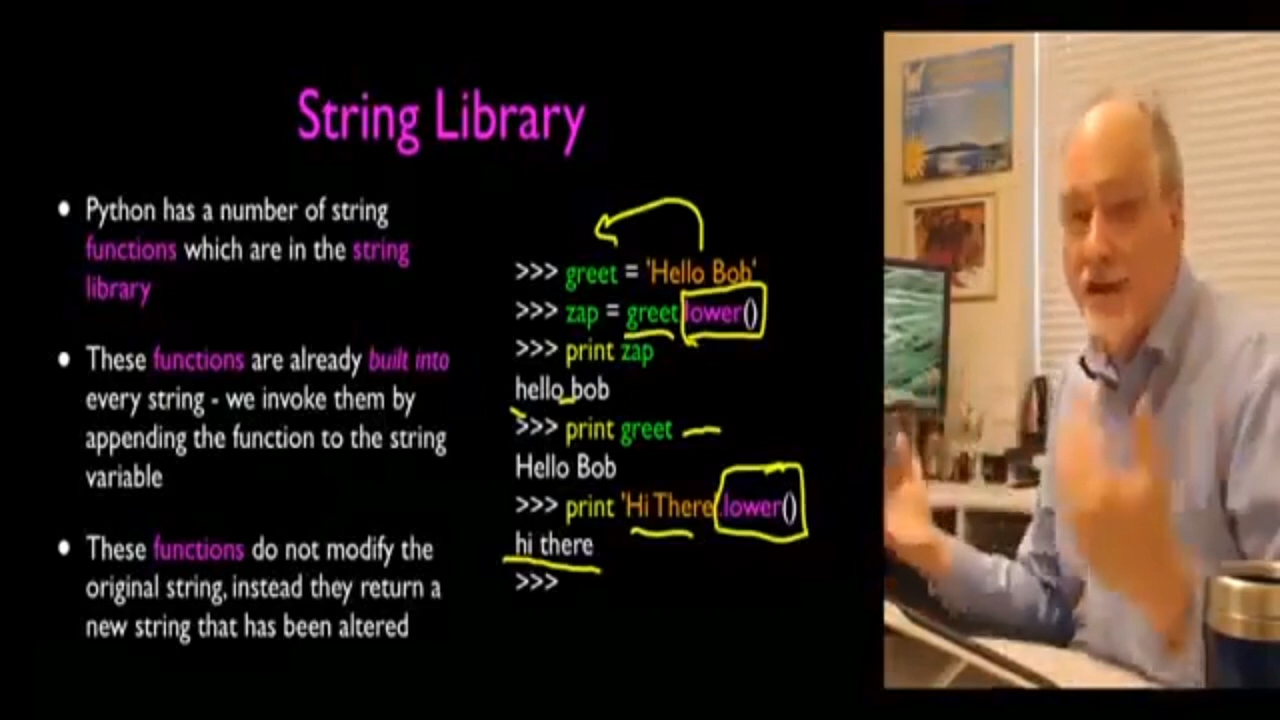 String Library
• Python has a number of string
functions which are in the string
library
• These functions are already built into
every string - we invoke them by
appending the function to the string
variable
• These functions do not modify the
original string, instead they return a
new string that has been altered
>>> greet = 'Hello Bob'
>>> zap = greet.lower()
>>> print zap
hello bob
>>> print greet
Hello Bob
>>> print 'Hi There'.lower()
hi there
>>>